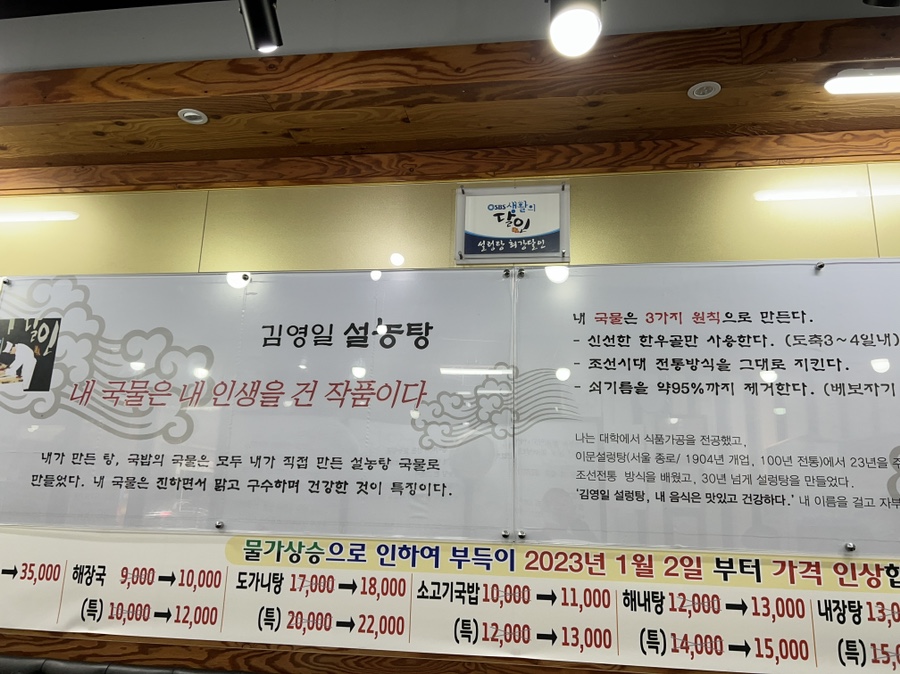 SBS 생활의
달인
설렁탕 최강달인
김영일 설농탕
내 국물은 내 인생을 건 작품이다
내가 만든 탕, 국밥의 국물은 모두 내가 직접 만든 설농탕 국물로
만들었다. 내 국물은 진하면서 맑고 구수하며 건강한 것이 특징이다.
내 국물은 3가지 원칙으로 만든다.
- 신선한 한우골만 사용한다. (도축3~4일내)
- 조선시대 전통방식을 그대로 지킨다.
- 쇠기름을 약95%까지 제거한다. (베보자기
나는 대학에서 식품가공을 전공했고,
이문설렁탕(서울 종로/ 1904년 개업, 100년 전통)에서 23년을 주
조선전통 방식을 배웠고, 30년 넘게 설렁탕을 만들었다.
'김영일 설렁탕, 내 음식은 맛있고 건강하다.' 내 이름을 걸고 자부
물가상승으로 인하여 부득이 2023년 1월 2일 부터 가격 인상합
→35,000 해장국 9,000→10,000 도가니탕 17,000→18,000 소고기국밥 10,000→11,000 해내탕 12,000→13,000 내장탕 13,0
(특) 10,000→12,000 (특) 20,000→22,000 (특) 12,000→13,000 (특) 14,000→15,000 (특) 15,0